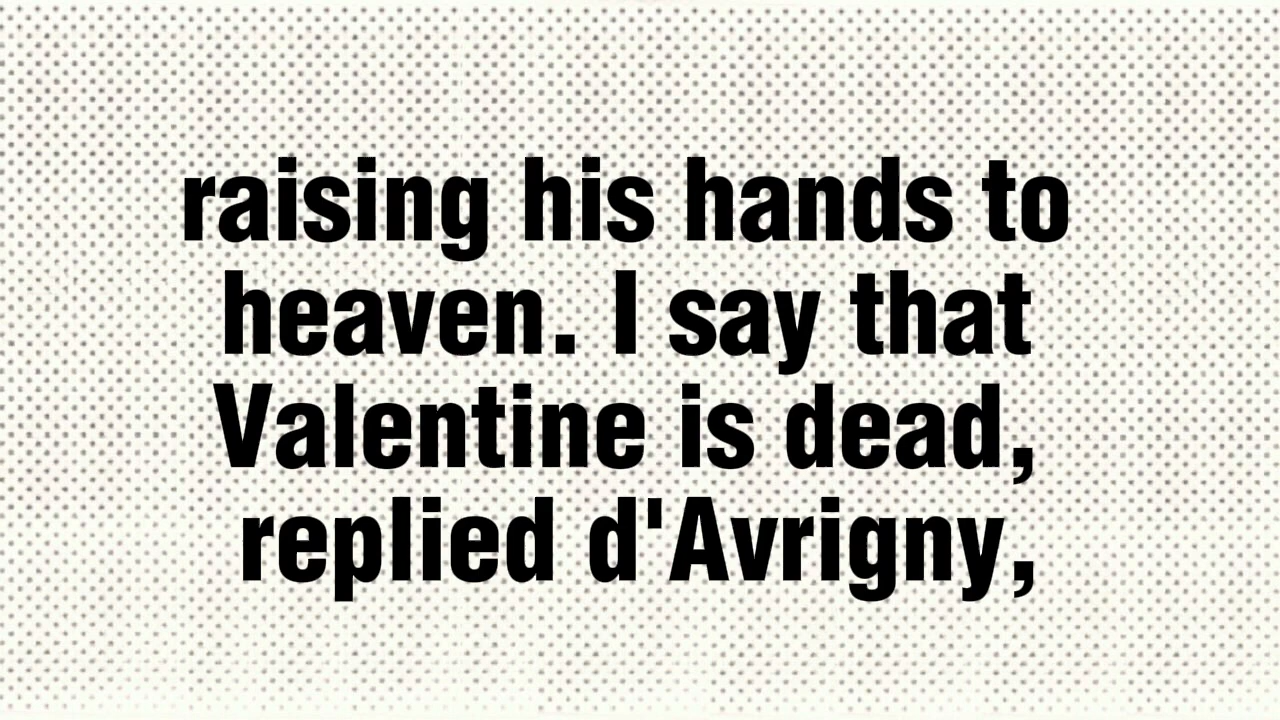 raising his hands to
heaven. I say that
Valentine is dead,
replied d'Avrigny,